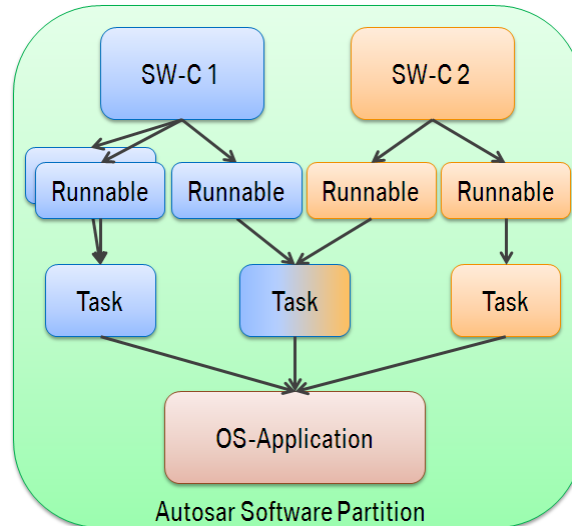 SW-C 1
SW-C 2
Runnable
Runnable
Runnable
Runnable
Task
Task
Task
OS-Application
Autosar Software Partition